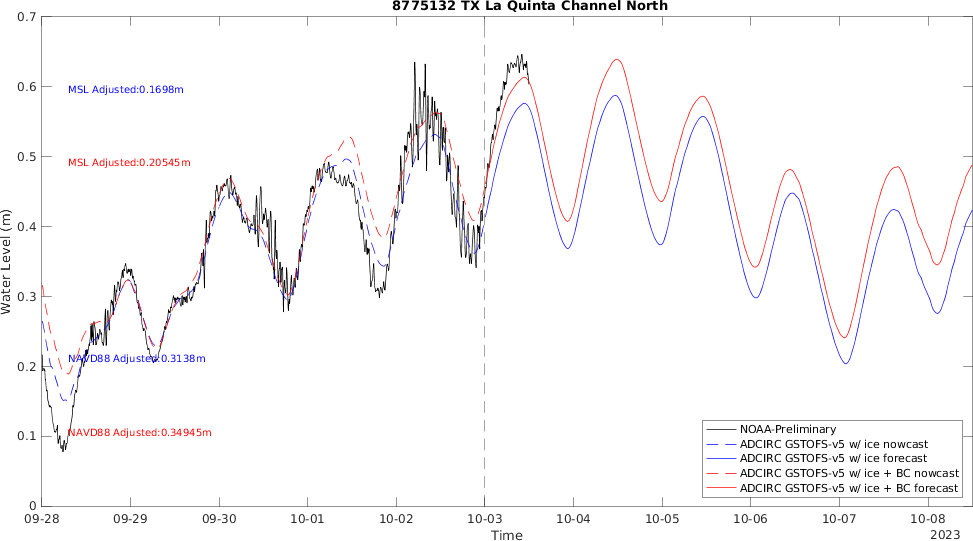 8775132 TX La Quinta Channel North
0.7
0.6
0.5
0.4
0.3
0.2
0.1
0
Water Level (m)
MSL Adjusted:0.1698m
MSL Adjusted:0.20545m
NAVD88 Adjusted:0.3138m
NAVD88 Adjusted:0.34945m
NOAA-Preliminary
ADCIRC GSTOFS-v5 w/ ice nowcast
ADCIRC GSTOFS-v5 w/ ice forecast
ADCIRC GSTOFS-v5 w/ ice + BC nowcast
ADCIRC GSTOFS-v5 w/ ice + BC forecast
09-28 09-29 09-30 10-01 10-02 10-03 10-04 10-05 10-06 10-07 10-08
Time
2023